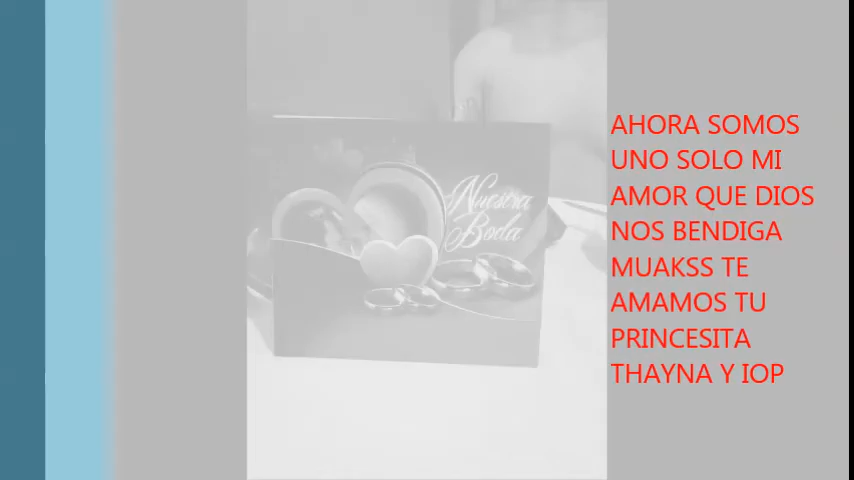 Nuestra
Boda
AHORA SOMOS
UNO SOLO MI
AMOR QUE DIOS
NOS BENDIGA
MUAKSS TE
AMAMOS TU
PRINCESITA
THAYNA Y IOP